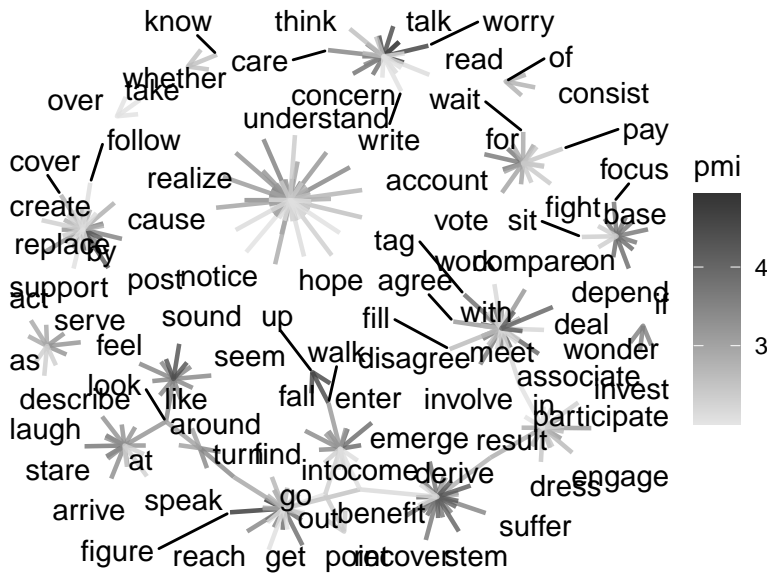 know
think
talk
worry
care
read
of
whether
take
over
concern
wait
consist
understand
write
follow
for
pay
cover
realize
account
focus
create
cause
vote
sit
fight
base
replace
by
tag
work
compare
on
support
post
notice
hope
agree
depend
act
serve
sound
up
fill
with
deal
if
as
feel
seem
walk
disagree
meet
wonder
look
associate
describe
like
fall
enter
involve
in
invest
laugh
around
participate
at
turn
find
emerge
result
stare
into
come
derive
dress
engage
arrive
speak
go
out
benefit
suffer
figure
reach
get
point
recover
stem
pmi
4
3